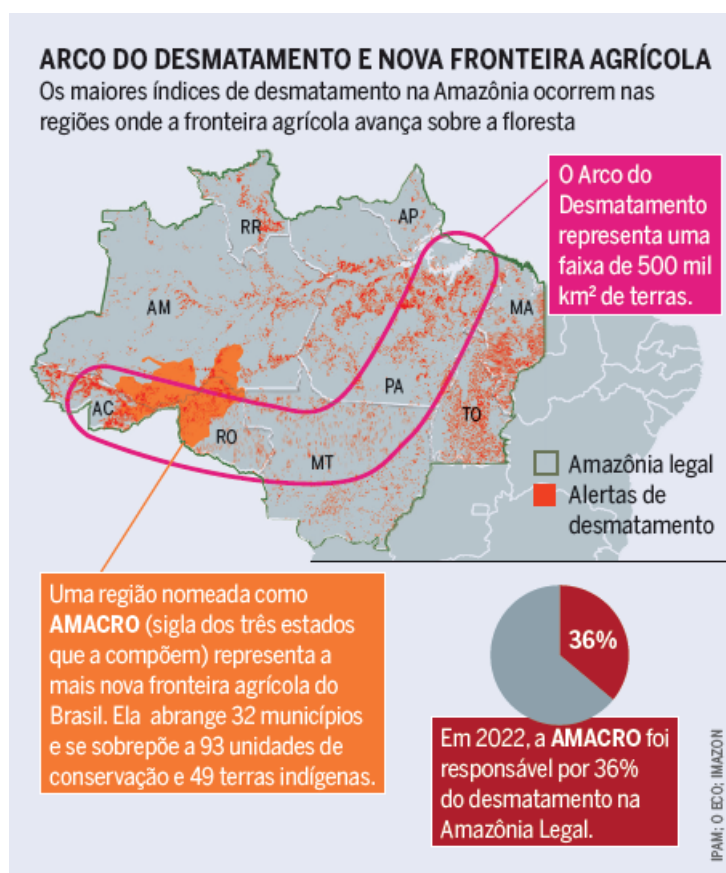 ARCO DO DESMATAMENTO E NOVA FRONTEIRA AGRÍCOLA
Os maiores índices de desmatamento na Amazônia ocorrem nas
regiões onde a fronteira agrícola avança sobre a floresta
O Arco do
Desmatamento
representa uma
faixa de 500 mil
km² de terras.
RR
AP
AM
MA
PA
AC
TO
RO
MT
Amazônia legal
Alertas de
desmatamento
Uma região nomeada como
AMACRO (sigla dos três estados
que a compõem) representa a
mais nova fronteira agrícola do
Brasil. Ela abrange 32 municípios
e se sobrepõe a 93 unidades de
conservação e 49 terras indígenas.
36%
Em 2022, a AMACRO foi
responsável por 36%
do desmatamento na
Amazônia Legal.
IPAM; O ECO; IMAZON